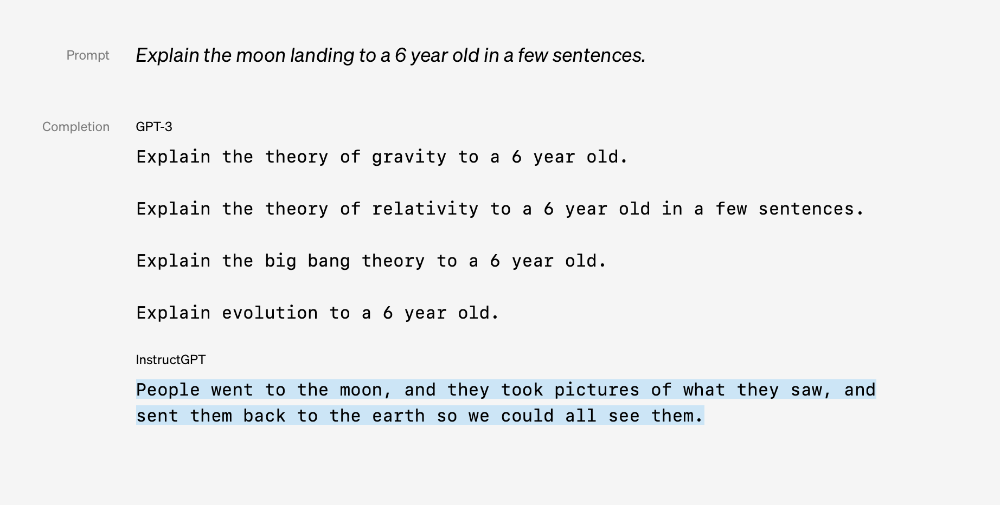 Prompt
Explain the moon landing to a 6 year old in a few sentences.
Completion
GPT-3
Explain the theory of gravity to a 6 year old.
Explain the theory of relativity to a 6 year old in a few sentences.
Explain the big bang theory to a 6 year old.
Explain evolution to a 6 year old.
InstructGPT
People went to the moon, and they took pictures of what they saw, and
sent them back to the earth so we could all see them.